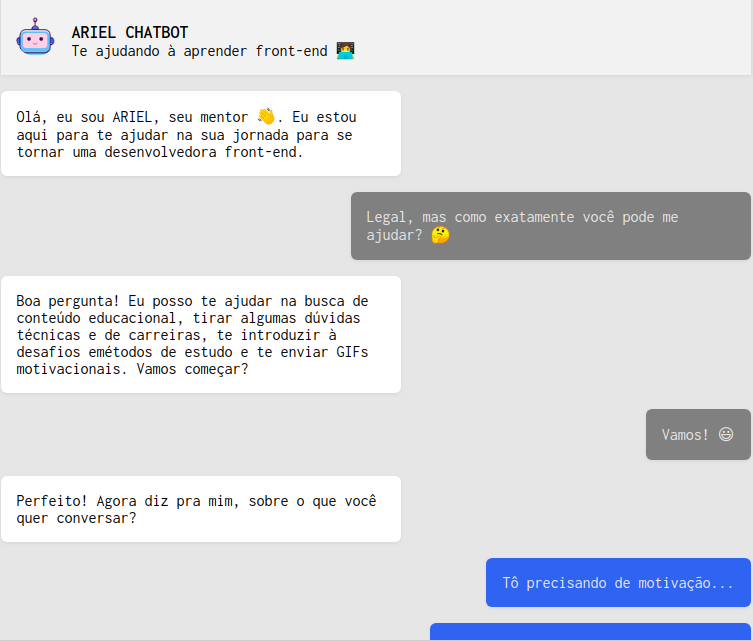 ARIEL CHATBOT
Te ajudando à aprender front-end 👩‍💻
Olá, eu sou ARIEL, seu mentor 👋. Eu estou
aqui para te ajudar na sua jornada para se
tornar uma desenvolvedora front-end.
Legal, mas como exatamente você pode me
ajudar? 🤔
Boa pergunta! Eu posso te ajudar na busca de
conteúdo educacional, tirar algumas dúvidas
técnicas e de carreiras, te introduzir à
desafios emétodos de estudo e te enviar GIFs
motivacionais. Vamos começar?
Vamos! 😃
Perfeito! Agora diz pra mim, sobre o que você
quer conversar?
Tô precisando de motivação...